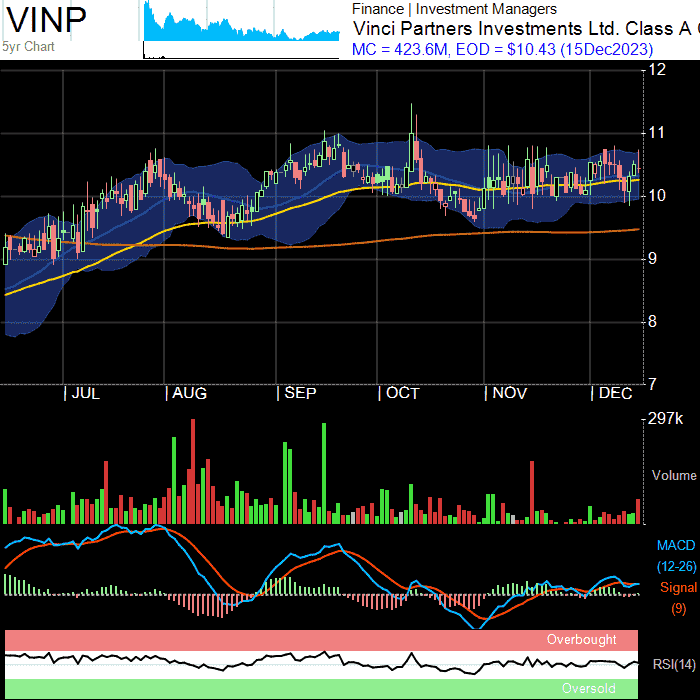 VINP
5yr Chart
Finance | Investment Managers
Vinci Partners Investments Ltd. Class A
MC = 423.6M, EOD = $10.43 (15Dec2023)
12
11
10
9
8
7
| JUL | AUG | SEP | OCT | NOV | DEC
297k
Volume
MACD
(12-26)
Signal
(9)
Overbought
RSI(14)
Oversold